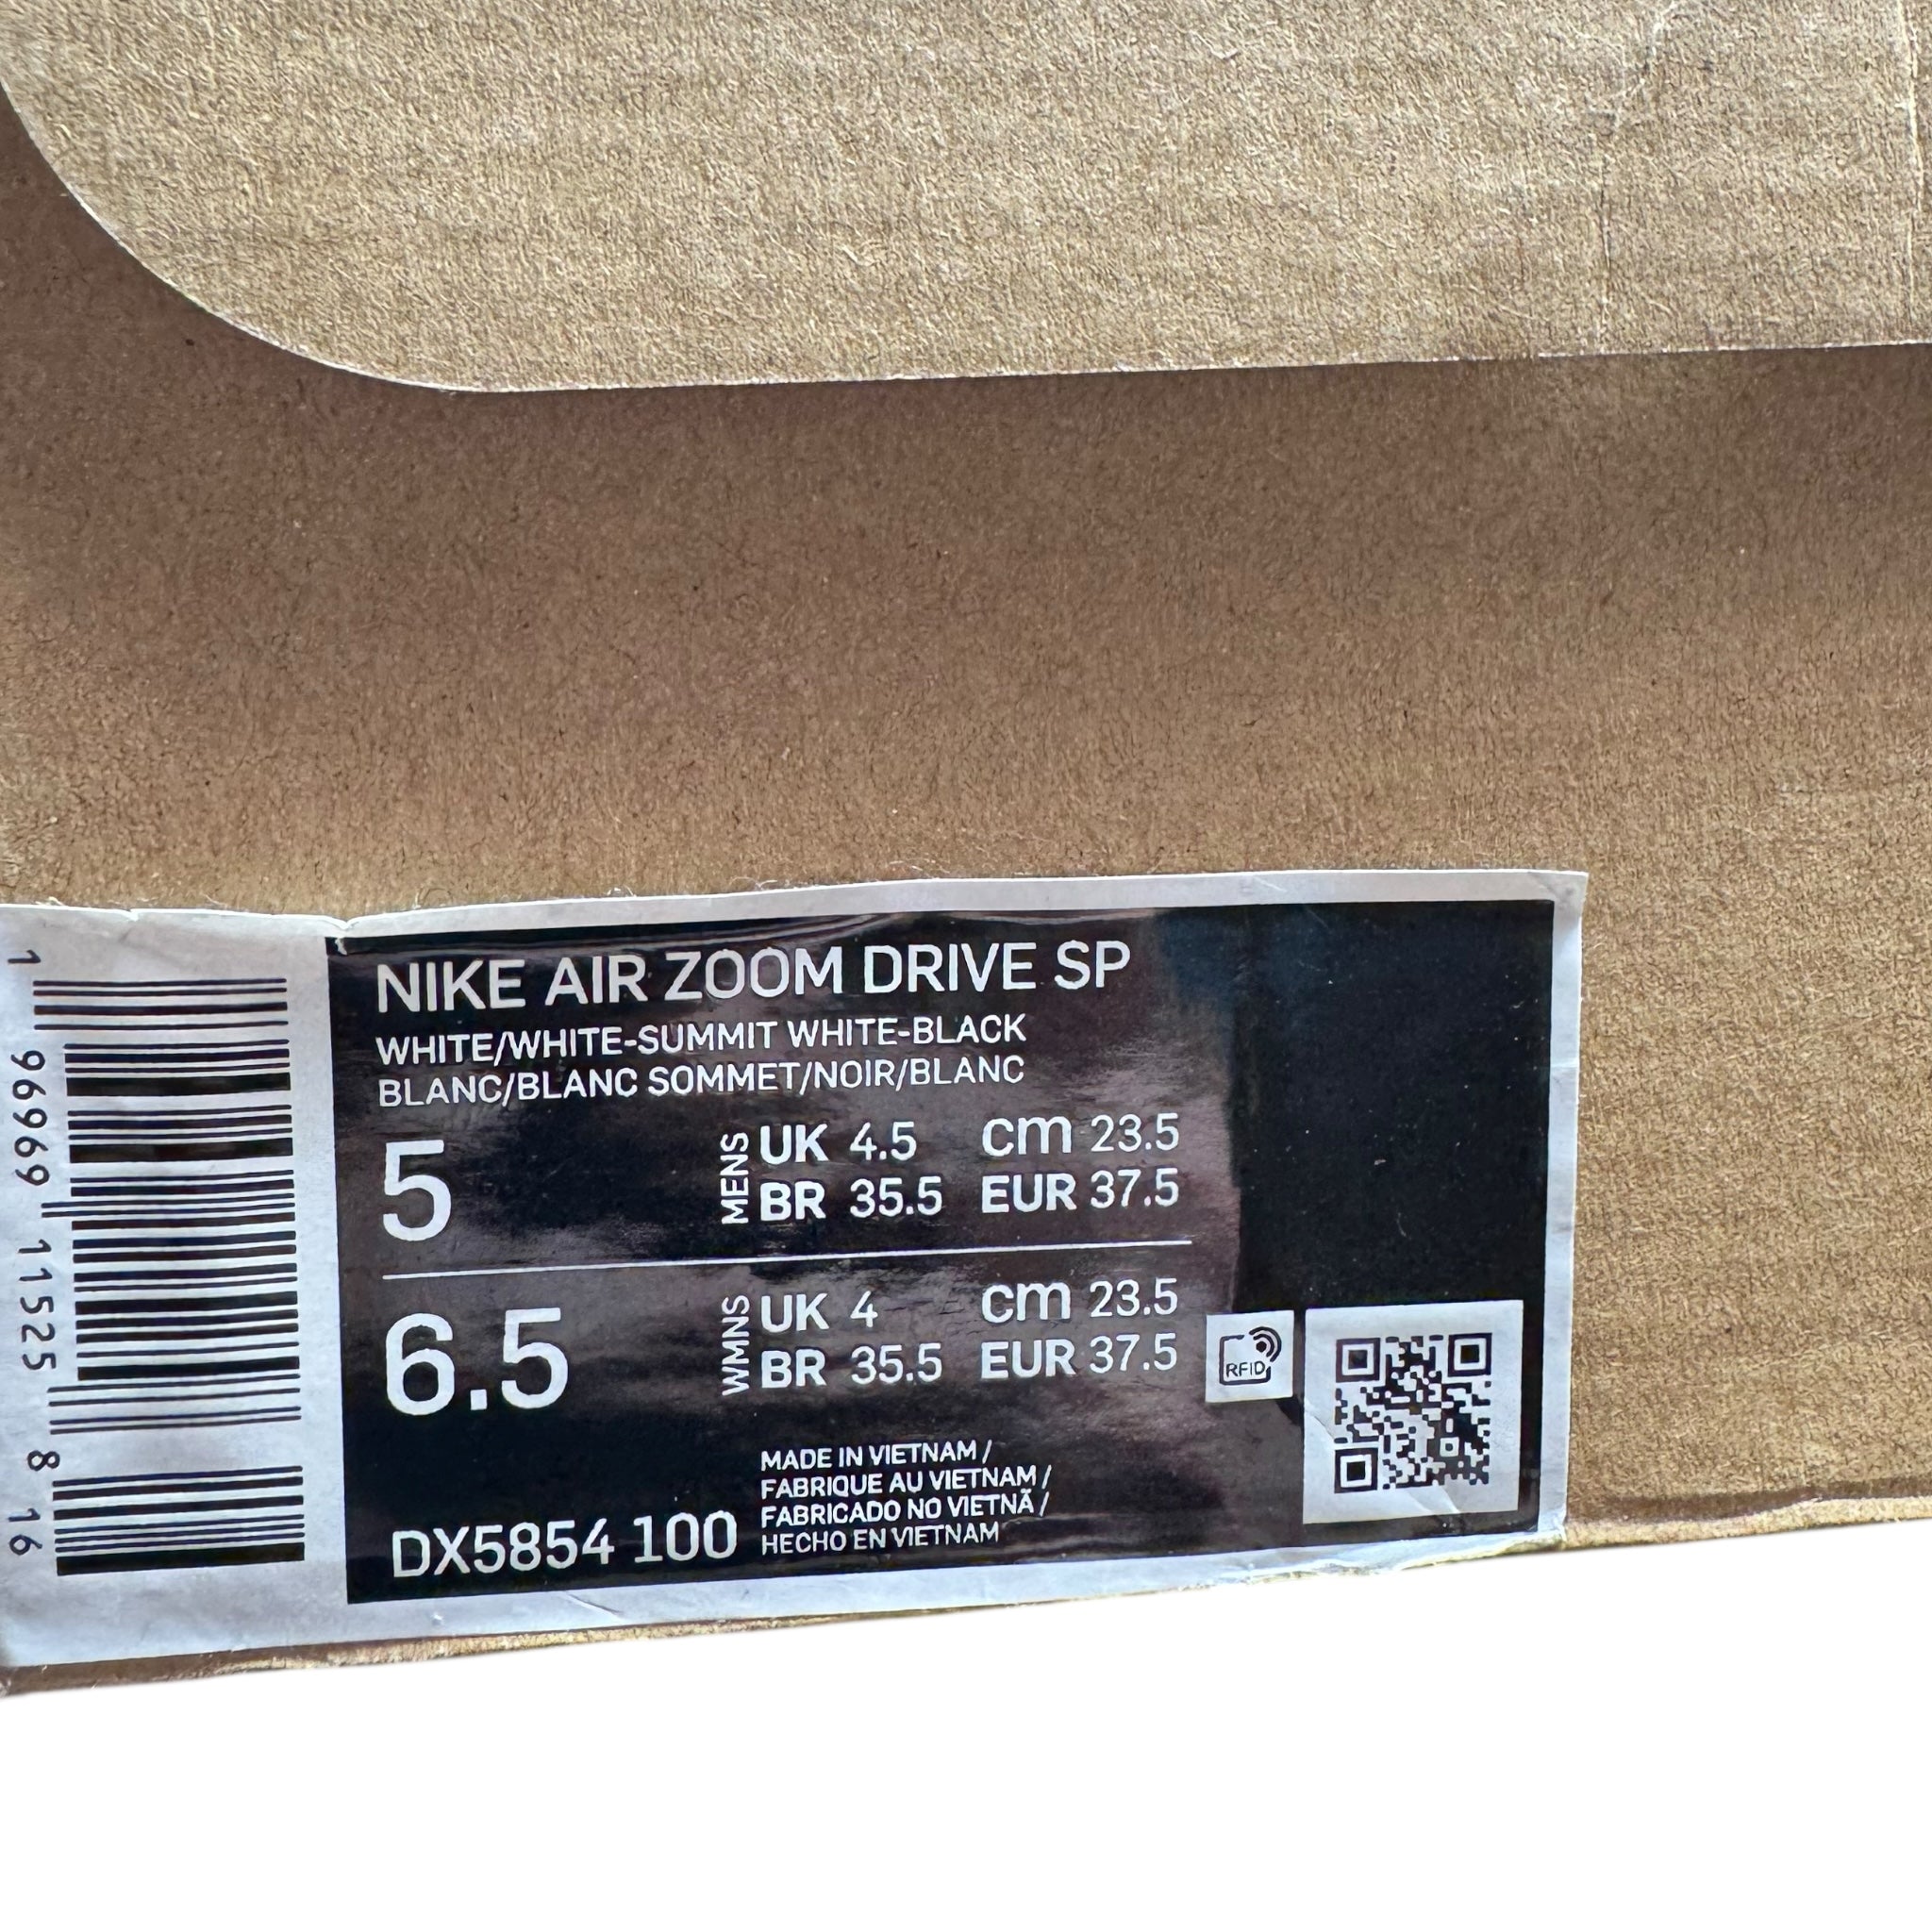 1 96969 11525 8 16
NIKE AIR ZOOM DRIVE SP
WHITE/WHITE-SUMMIT WHITE-BLACK
BLANC/BLANC SOMMET/NOIR/BLANC
5 MENS UK 4.5 cm 23.5
BR 35.5 EUR 37.5
6.5 WMNS UK 4 cm 23.5
BR 35.5 EUR 37.5
RFID
MADE IN VIETNAM /
FABRIQUE AU VIETNAM /
FABRICADO NO VIETNÃ /
HECHO EN VIETNAM
DX5854 100